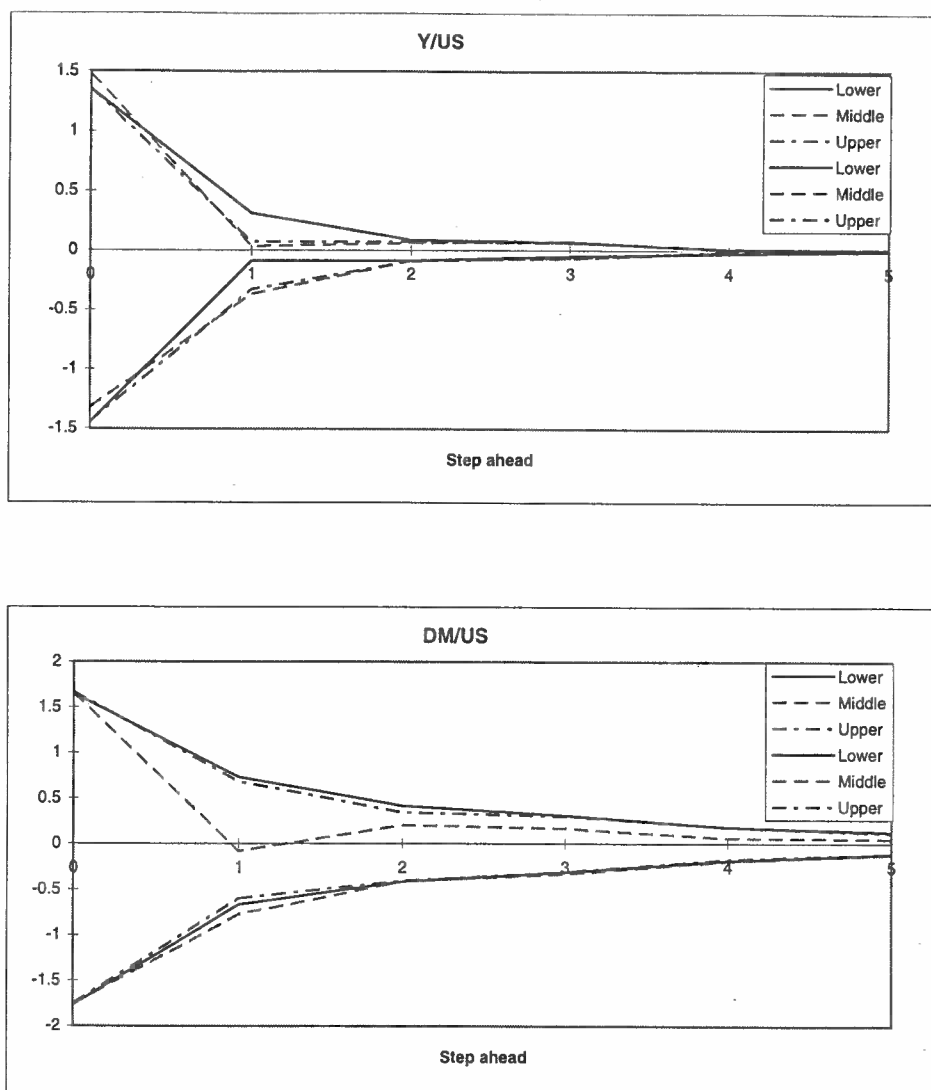 Y/US
1.5
1
0.5
0
-0.5
-1
-1.5
0 1 2 3 4 5
Step ahead
Lower
Middle
Upper
Lower
Middle
Upper
DM/US
2
1.5
1
0.5
0
-0.5
-1
-1.5
-2
0 1 2 3 4 5
Step ahead
Lower
Middle
Upper
Lower
Middle
Upper